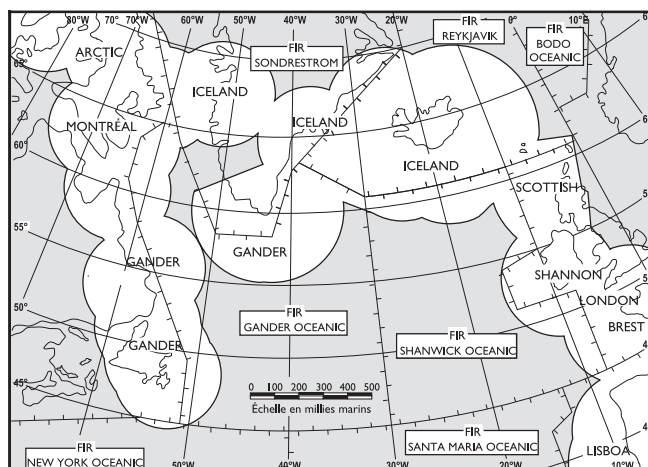 80°W 70°W 60°W 50°W 40°W 30°W 20°W 10°W 0° 10°E
65°
ARCTIC
FIR
SONDRESTROM
FIR
REYKJAVIK
FIR
BODO
OCEANIC
ICELAND
ICELAND
MONTRÉAL
60°
ICELAND
SCOTTISH
55°
GANDER
GANDER
SHANNON
50°
LONDON
FIR
GANDER OCEANIC
BREST
GANDER
FIR
SHANWICK OCEANIC
45°
0 100 200 300 400 500
Échelle en millies marins
FIR
NEW YORK OCEANIC
FIR
SANTA MARIA OCEANIC
LISBOA
50°W
40°W
30°W
20°W
10°W